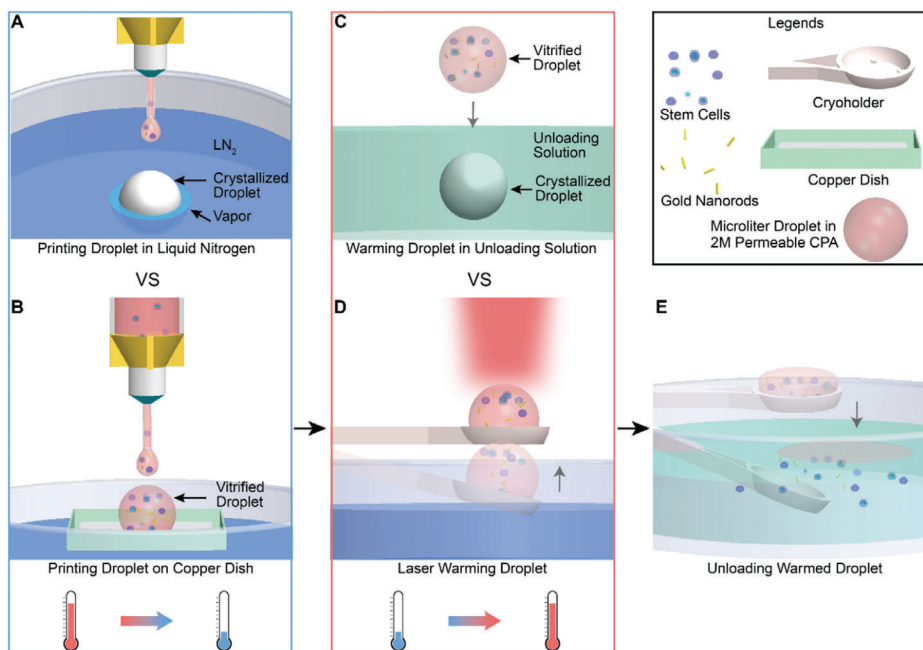 A
LN2
Crystallized
Droplet
Vapor
Printing Droplet in Liquid Nitrogen
VS
B
Vitrified
Droplet
Printing Droplet on Copper Dish
C
Vitrified
Droplet
Unloading
Solution
Crystallized
Droplet
Warming Droplet in Unloading Solution
VS
D
Laser Warming Droplet
Legends
Stem Cells
Cryoholder
Gold Nanorods
Copper Dish
Microliter Droplet in
2M Permeable CPA
E
Unloading Warmed Droplet